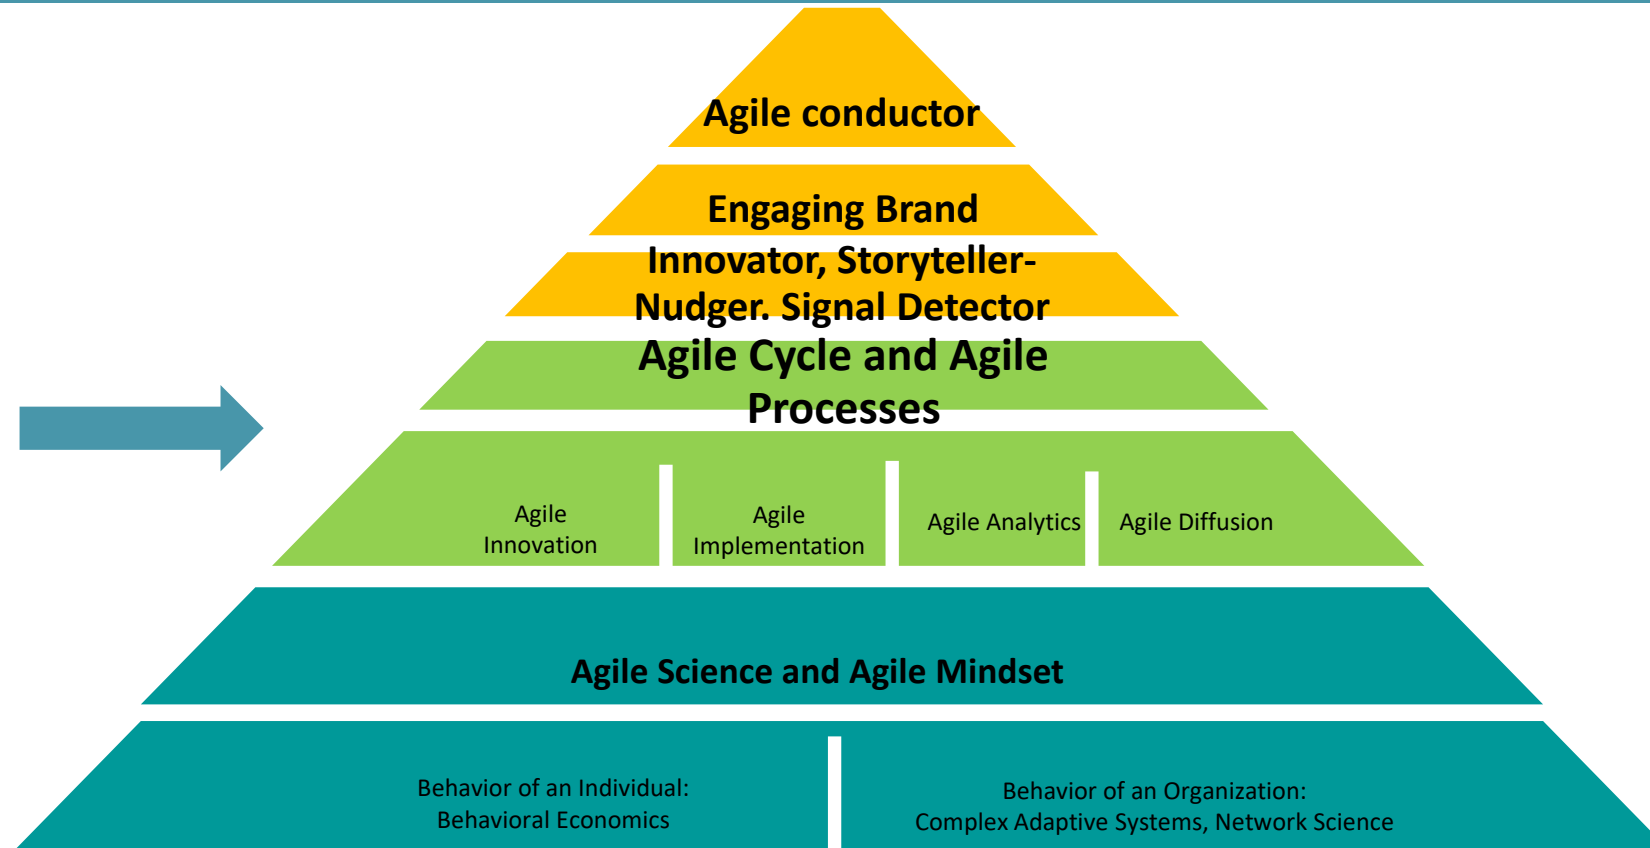 Agile conductor
Engaging Brand
Innovator, Storyteller-
Nudger. Signal Detector
Agile Cycle and Agile
Processes
Agile
Innovation
Agile
Implementation
Agile Analytics
Agile Diffusion
Agile Science and Agile Mindset
Behavior of an Individual:
Behavioral Economics
Behavior of an Organization:
Complex Adaptive Systems, Network Science